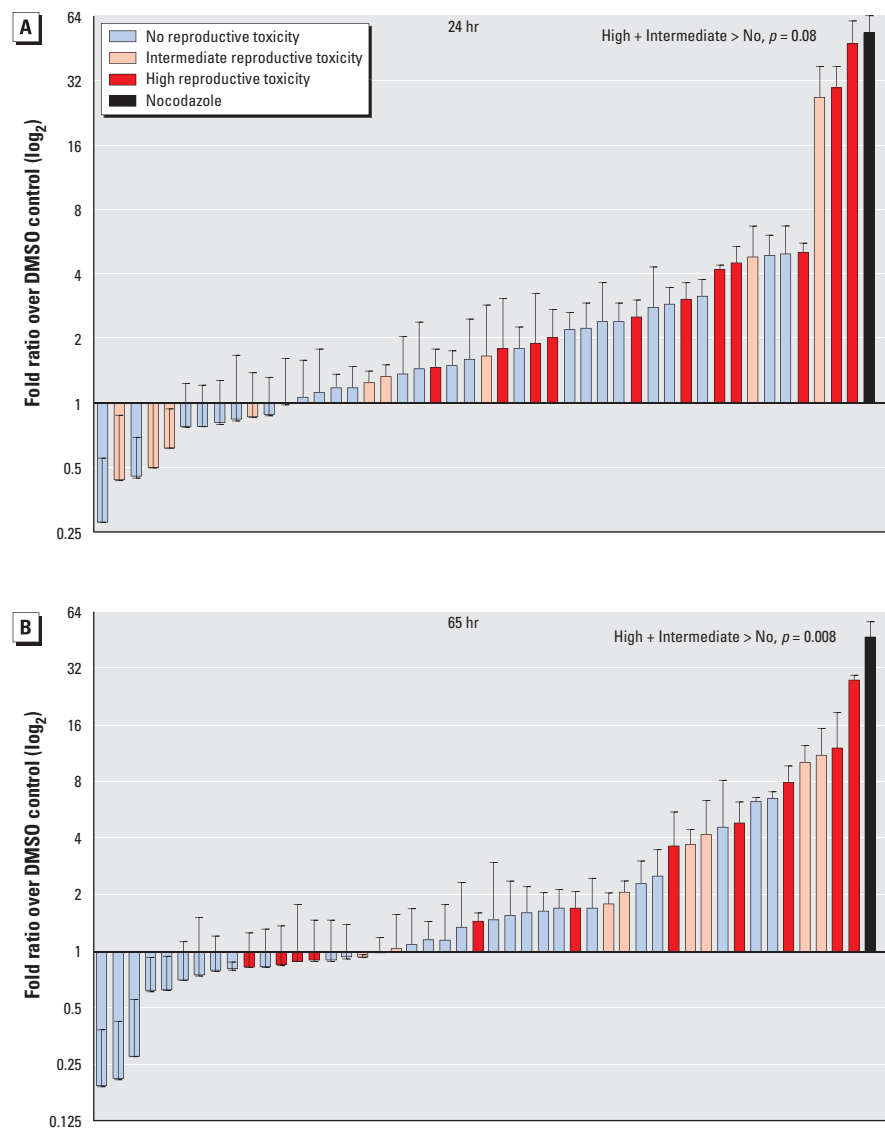 A
24 hr
High + Intermediate > No, p = 0.08
No reproductive toxicity
Intermediate reproductive toxicity
High reproductive toxicity
Nocodazole
Fold ratio over DMSO control (log2)
64
32
16
8
4
2
1
0.5
0.25
B
65 hr
High + Intermediate > No, p = 0.008
Fold ratio over DMSO control (log2)
64
32
16
8
4
2
1
0.5
0.25
0.125